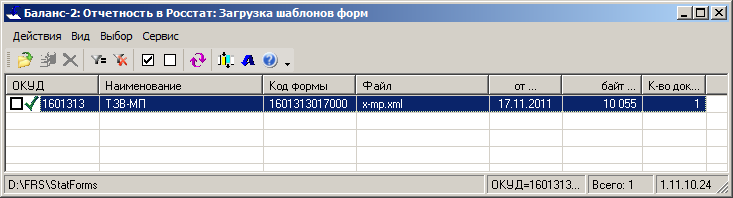 Баланс-2: Отчетность в Росстат: Загрузка шаблонов форм
Действия Вид Выбор Сервис
ОКУД Наименование Код формы Файл от ... байт ... К-во док...
1601313 ТЗВ-МП 1601313017000 x-mp.xml 17.11.2011 10 055 1
D:\FRS\StatForms ОКУД=1601313... Всего: 1 1.11.10.24